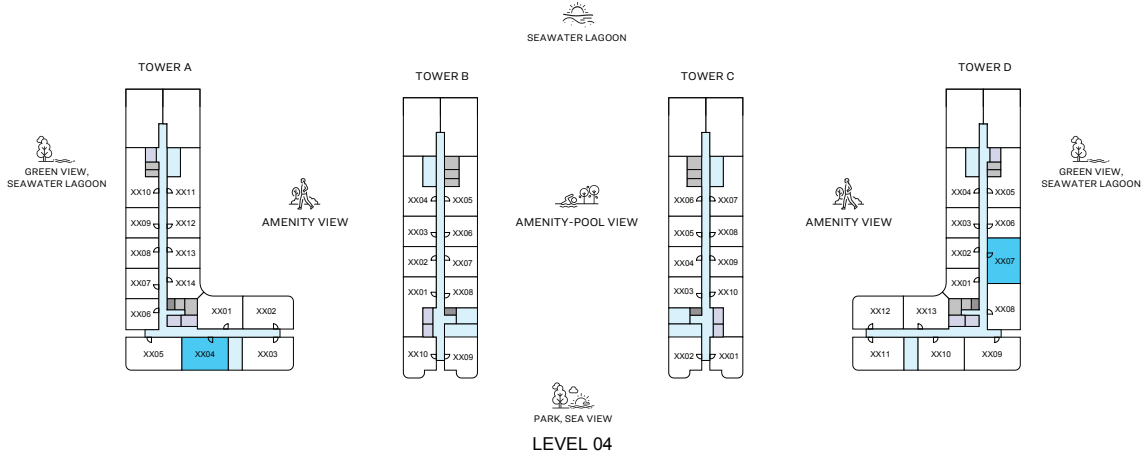 SEAWATER LAGOON
TOWER A
TOWER B
TOWER C
TOWER D
GREEN VIEW,
SEAWATER LAGOON
GREEN VIEW,
SEAWATER LAGOON
AMENITY VIEW
AMENITY-POOL VIEW
AMENITY VIEW
XX10 XX11
XX09 XX12
XX08 XX13
XX07 XX14
XX06 XX01 XX02
XX05 XX04 XX03
XX04 XX05
XX03 XX06
XX02 XX07
XX01 XX08
XX10 XX09
XX06 XX07
XX05 XX08
XX04 XX09
XX03 XX10
XX02 XX01
XX04 XX05
XX03 XX06
XX02 XX07
XX01
XX12 XX13 XX08
XX11 XX10 XX09
PARK, SEA VIEW
LEVEL 04